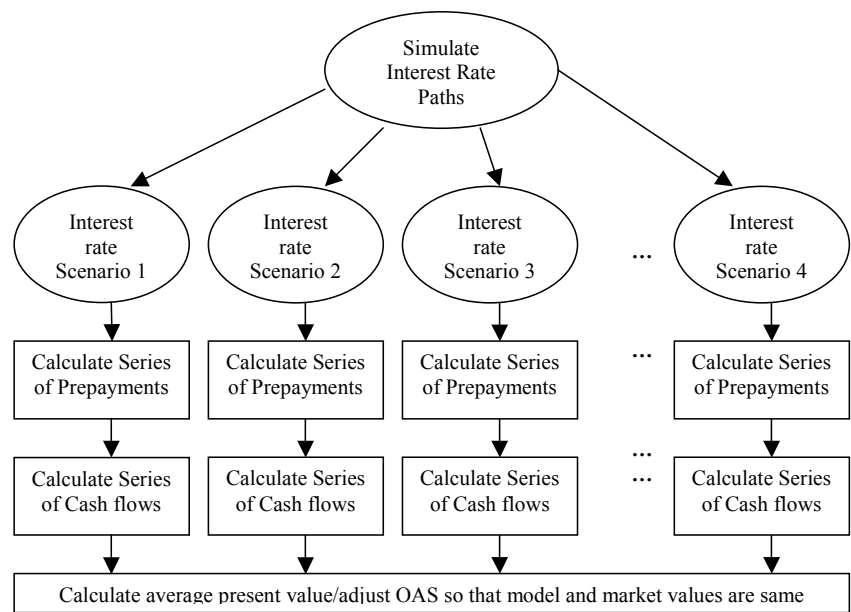 Simulate
Interest Rate
Paths
Interest
rate
Scenario 1
Interest
rate
Scenario 2
Interest
rate
Scenario 3
...
Interest
rate
Scenario 4
Calculate Series
of Prepayments
Calculate Series
of Prepayments
Calculate Series
of Prepayments
...
Calculate Series
of Prepayments
...
Calculate Series
of Cash flows
Calculate Series
of Cash flows
Calculate Series
of Cash flows
...
Calculate Series
of Cash flows
Calculate average present value/adjust OAS so that model and market values are same